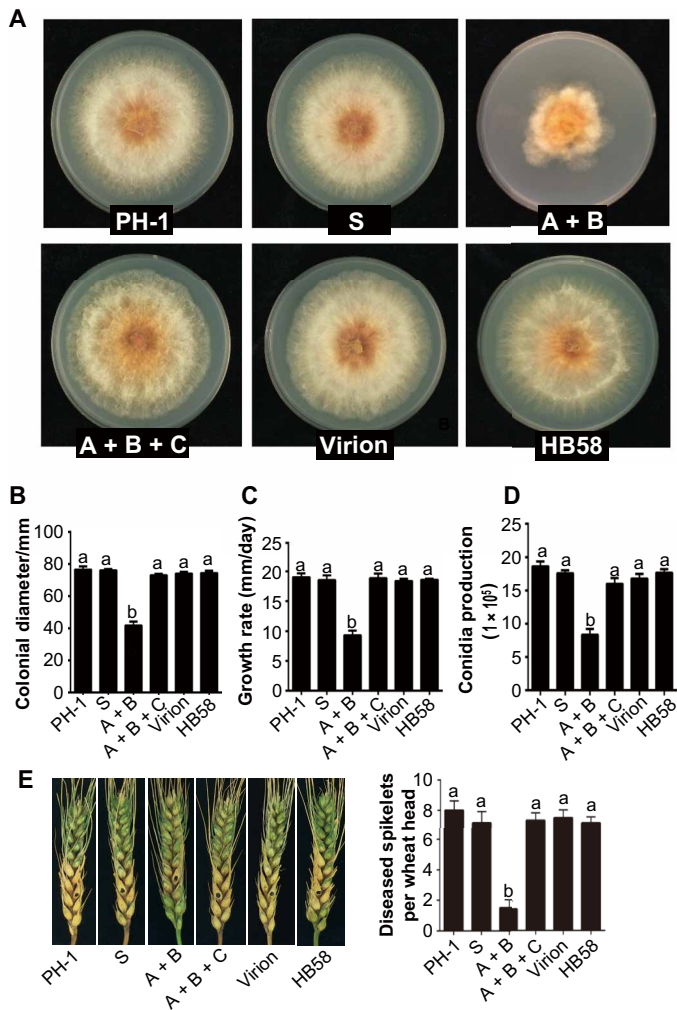 A
PH-1
S
A + B
A + B + C
Virion
HB58
B
B
Colonial diameter/mm
100
80
60
40
20
0
a
a
b
a
a
a
PH-1
S
A + B
A + B + C
Virion
HB58
C
Growth rate (mm/day)
25
20
15
10
5
0
a
a
b
a
a
a
PH-1
S
A + B
A + B + C
Virion
HB58
D
Conidia production
(1 × 10⁵)
25
20
15
10
5
0
a
a
b
a
a
a
PH-1
S
A + B
A + B + C
Virion
HB58
E
PH-1
S
A + B
A + B + C
Virion
HB58
Diseased spikelets
per wheat head
10
8
6
4
2
0
a
a
b
a
a
a
PH-1
S
A + B
A + B + C
Virion
HB58